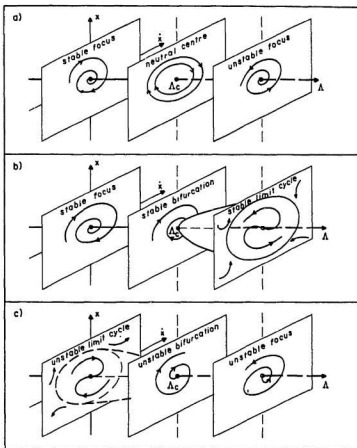 a)
x
stable focus
ẋ
neutral centre
unstable focus
Λc
Λ
b)
x
stable focus
ẋ
stable bifurcation
stable limit cycle
Λc
Λ
c)
x
unstable limit cycle
ẋ
unstable bifurcation
unstable focus
Λc
Λ